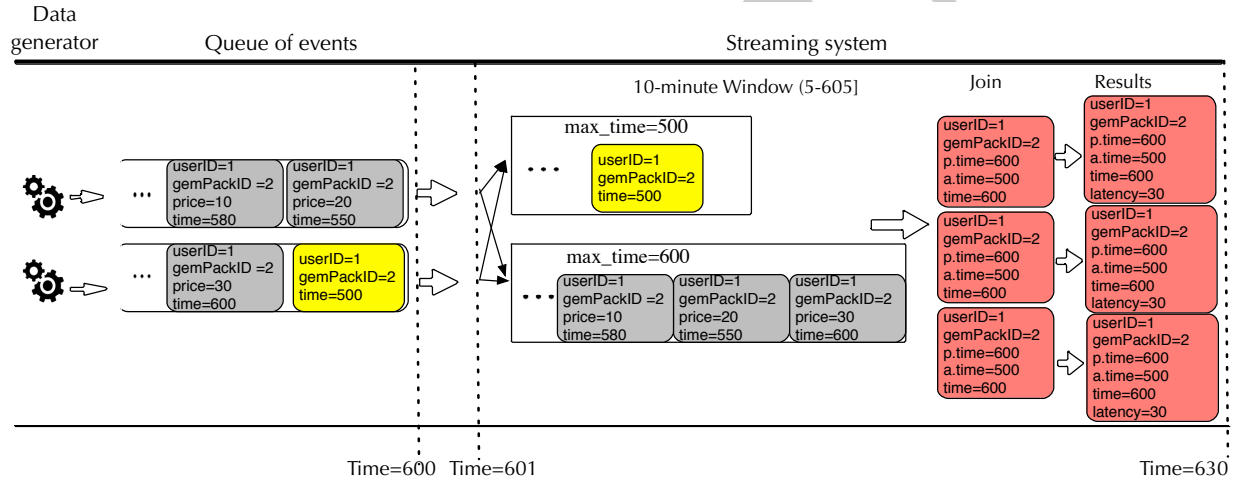 Data
generator
Queue of events
Streaming system
10-minute Window (5-605]
Join
Results
...
userID=1
gemPackID =2
price=10
time=580
userID=1
gemPackID =2
price=20
time=550
...
userID=1
gemPackID =2
price=30
time=600
userID=1
gemPackID=2
time=500
max_time=500
...
userID=1
gemPackID=2
time=500
max_time=600
...
userID=1
gemPackID =2
price=10
time=580
userID=1
gemPackID=2
price=20
time=550
userID=1
gemPackID=2
price=30
time=600
userID=1
gemPackID=2
p.time=600
a.time=500
time=600
userID=1
gemPackID=2
p.time=600
a.time=500
time=600
latency=30
userID=1
gemPackID=2
p.time=600
a.time=500
time=600
userID=1
gemPackID=2
p.time=600
a.time=500
time=600
latency=30
userID=1
gemPackID=2
p.time=600
a.time=500
time=600
userID=1
gemPackID=2
p.time=600
a.time=500
time=600
latency=30
Time=600
Time=601
Time=630